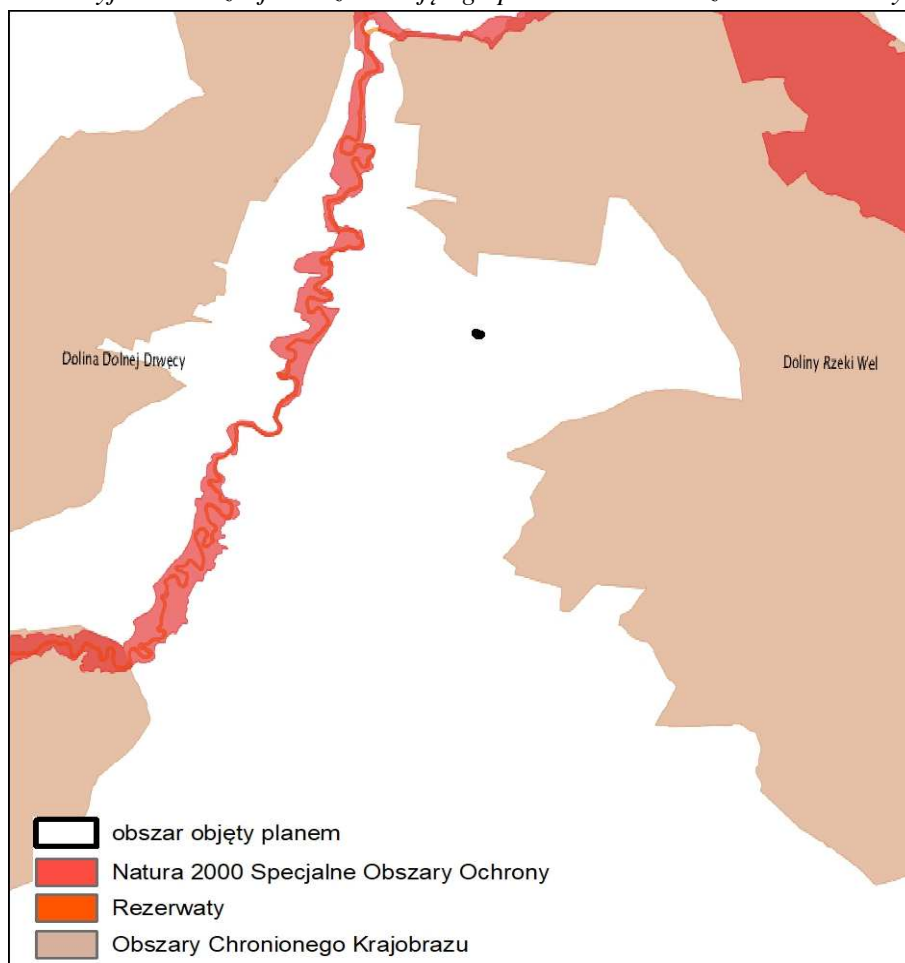 Dolina Dolnej Drwęcy
Doliny Rzeki Wel
obszar objęty planem
Natura 2000 Specjalne Obszary Ochrony
Rezerwaty
Obszary Chronionego Krajobrazu